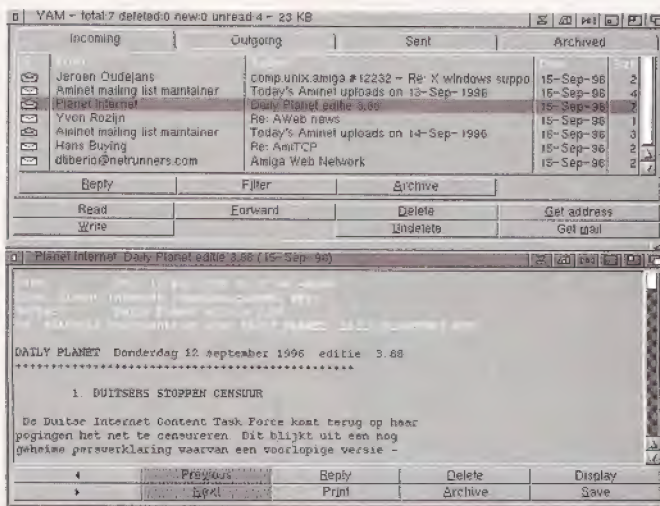 YAM - total:7 deleted:0 new:0 unread:4 - 23 KB
Incoming Outgoing Sent Archived
Jeroen Oudejans comp.unix.amiga #12232 - Re: X windows suppo 15-Sep-96 2
Aminet mailing list maintainer Today's Aminet uploads on 13-Sep-1996 15-Sep-96 4
Planet Internet Daily Planet editie 3.88 15-Sep-96 7
Yvon Rozijn Re: AWeb news 15-Sep-96 1
Aminet mailing list maintainer Today's Aminet uploads on 14-Sep-1996 15-Sep-96 3
Hans Buying Re: AmiTCP 15-Sep-96 2
dtiberio@netrunners.com Amiga Web Network 15-Sep-96 2
Reply Filter Archive
Read Forward Delete Get address
Write Undelete Get mail
Planet Internet Daily Planet editie 3.88 (15-Sep-96)
DAILY PLANET Donderdag 12 september 1996 editie 3.88
**************************************************
1. DUITSERS STOPPEN CENSUUR
De Duitse Internet Content Task Force komt terug op haar
pogingen het net te censureren. Dit blijkt uit een nog
geheime persverklaring waarvan een voorlopige versie -
Previous Reply Delete Display
Next Print Archive Save